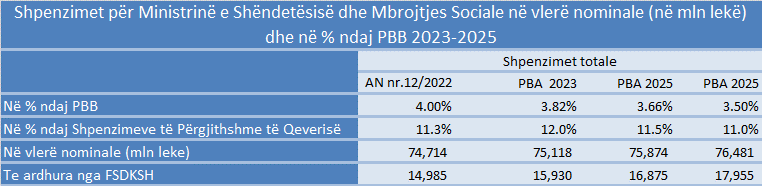 Shpenzimet për Ministrinë e Shëndetësisë dhe Mbrojtjes Sociale në vlerë nominale (në mln lekë)
dhe në % ndaj PBB 2023-2025
Shpenzimet totale
AN nr.12/2022 PBA 2023 PBA 2025 PBA 2025
Në % ndaj PBB 4.00% 3.82% 3.66% 3.50%
Në % ndaj Shpenzimeve të Përgjithshme të Qeverisë 11.3% 12.0% 11.5% 11.0%
Në vlerë nominale (mln leke) 74,714 75,118 75,874 76,481
Te ardhura nga FSDKSH 14,985 15,930 16,875 17,955